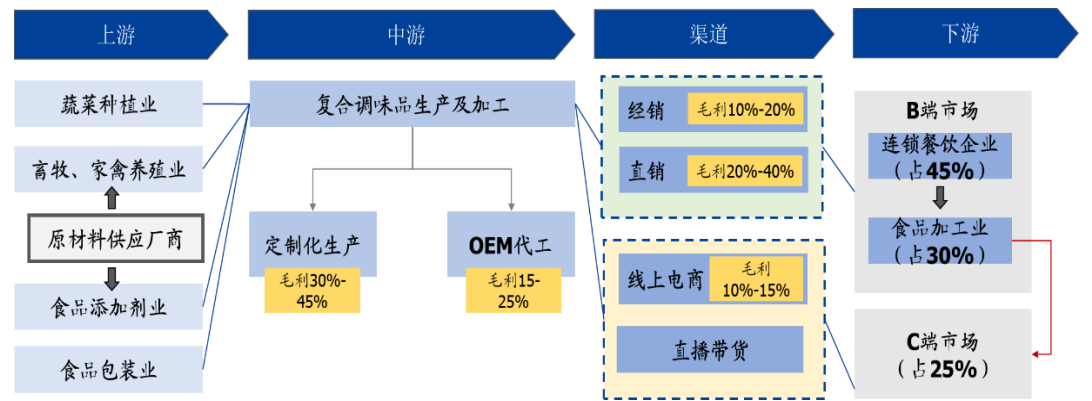 上游
中游
渠道
下游
蔬菜种植业
畜牧、家禽养殖业
原材料供应厂商
食品添加剂业
食品包装业
复合调味品生产及加工
定制化生产
毛利30%-
45%
OEM代工
毛利15-
25%
经销
毛利10%-20%
直销
毛利20%-40%
线上电商
毛利
10%-15%
直播带货
B端市场
连锁餐饮企业
（占45%）
食品加工业
（占30%）
C端市场
（占25%）